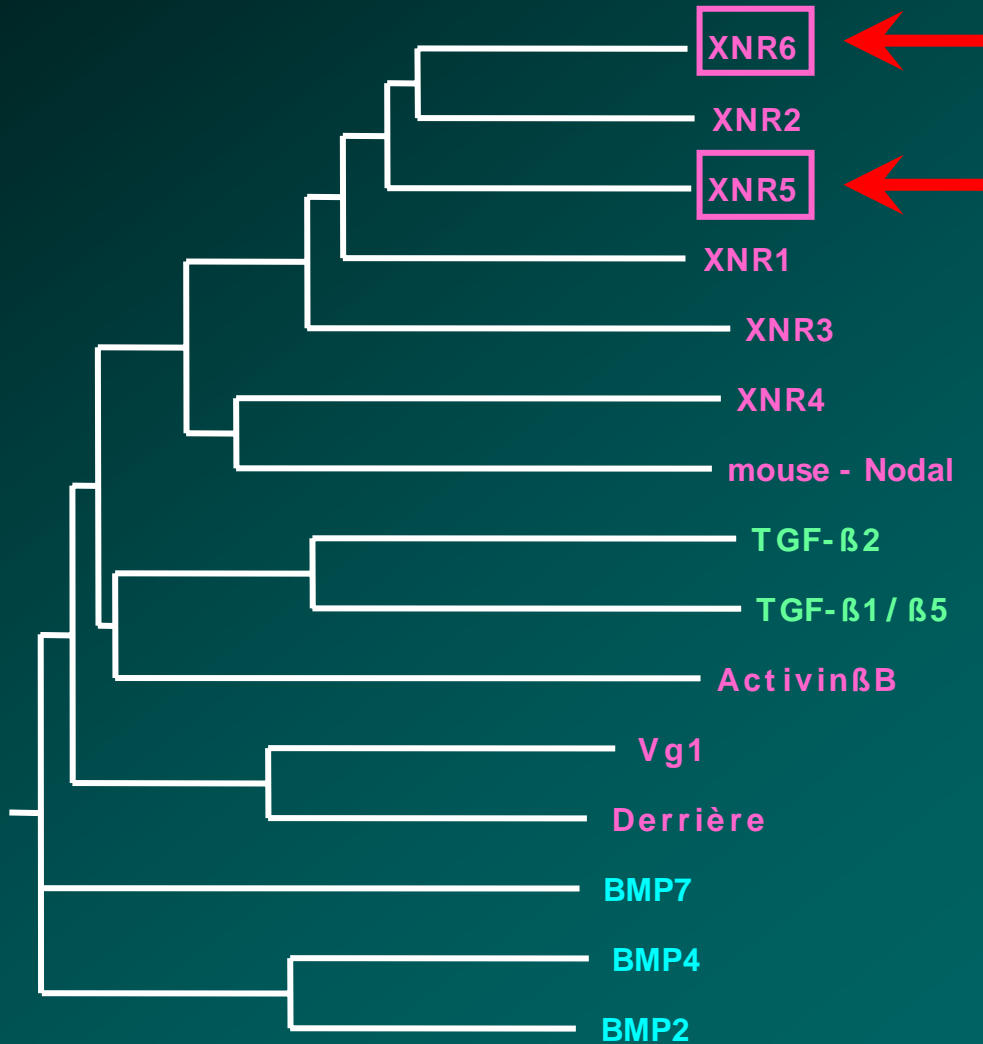 XNR6
XNR2
XNR5
XNR1
XNR3
XNR4
mouse - Nodal
TGF-ß2
TGF-ß1 / ß5
ActivinßB
Vg1
Derrière
BMP7
BMP4
BMP2